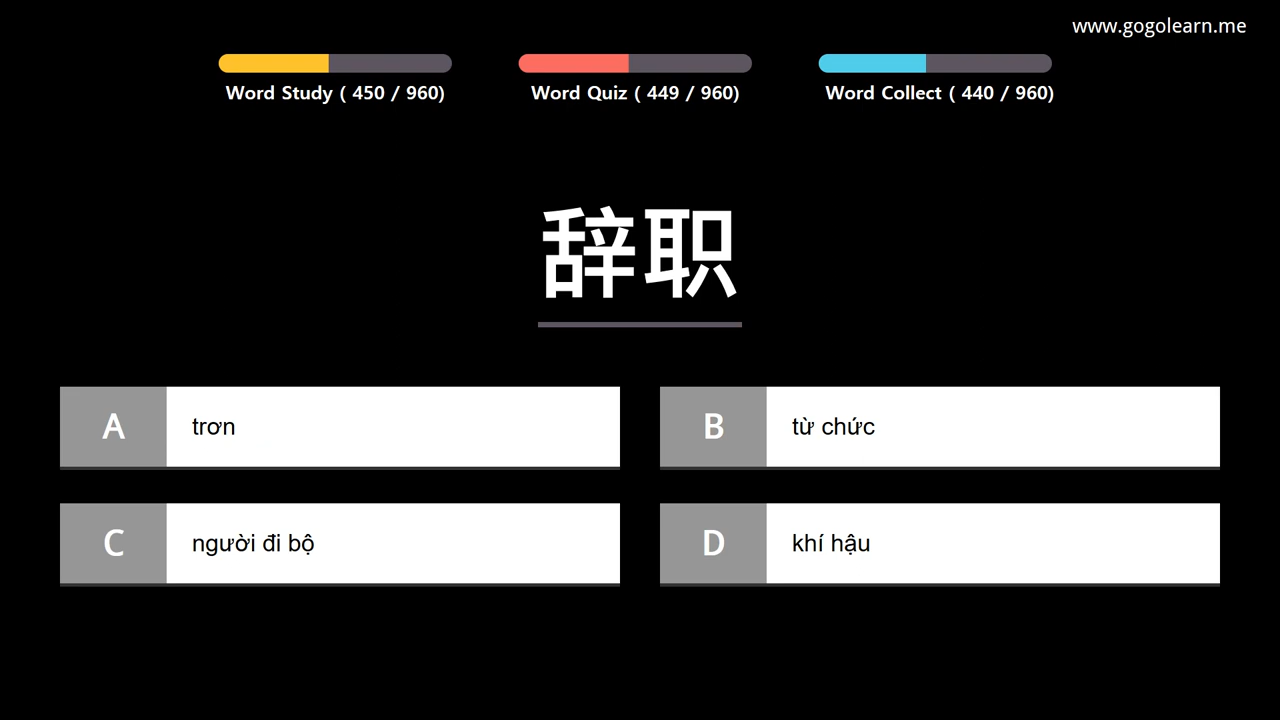 www.gogolearn.me
Word Study ( 450 / 960)
Word Quiz ( 449 / 960)
Word Collect ( 440 / 960)
辞职
A trơn
B từ chức
C người đi bộ
D khí hậu